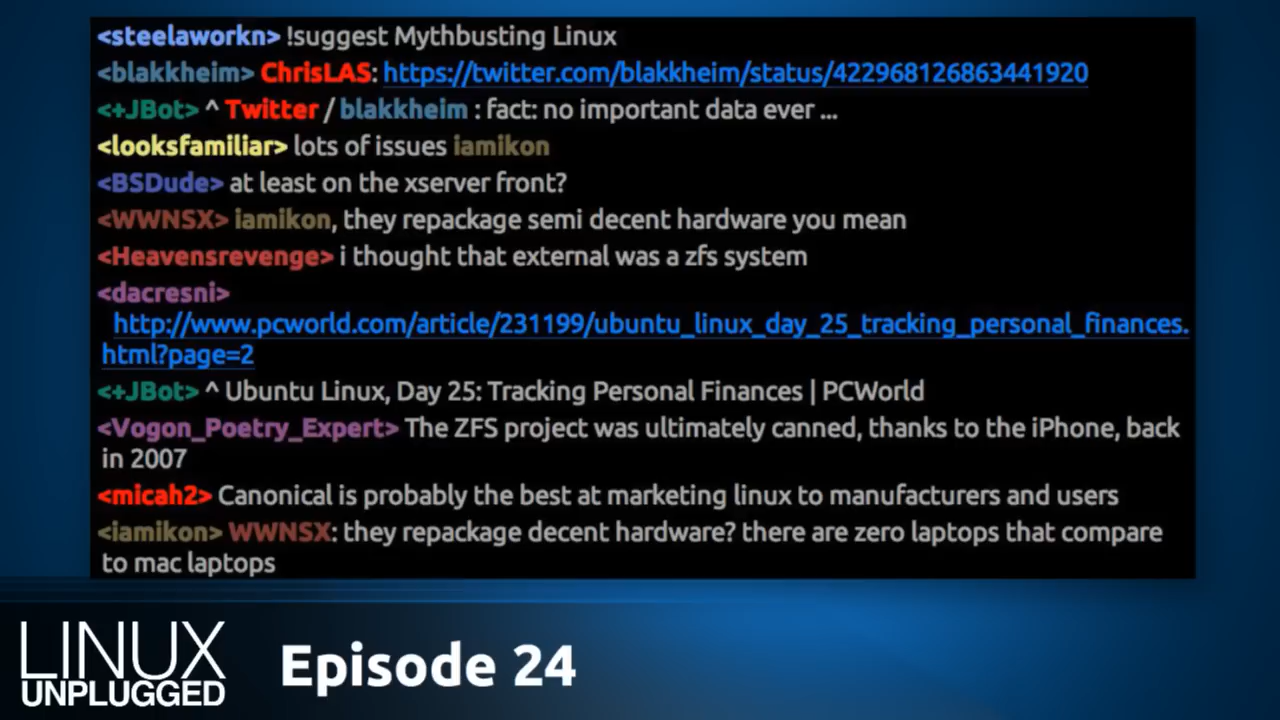 <steelaworkn> !suggest Mythbusting Linux
<blakkheim> ChrisLAS: https://twitter.com/blakkheim/status/422968126863441920
<+JBot> ^ Twitter / blakkheim : fact: no important data ever ...
<looksfamiliar> lots of issues iamikon
<BSDude> at least on the xserver front?
<WWNSX> iamikon, they repackage semi decent hardware you mean
<Heavensrevenge> i thought that external was a zfs system
<dacresni>
http://www.pcworld.com/article/231199/ubuntu_linux_day_25_tracking_personal_finances.
html?page=2
<+JBot> ^ Ubuntu Linux, Day 25: Tracking Personal Finances | PCWorld
<Vogon_Poetry_Expert> The ZFS project was ultimately canned, thanks to the iPhone, back
in 2007
<micah2> Canonical is probably the best at marketing linux to manufacturers and users
<iamikon> WWNSX: they repackage decent hardware? there are zero laptops that compare
to mac laptops
LINUX
UNPLUGGED
Episode 24